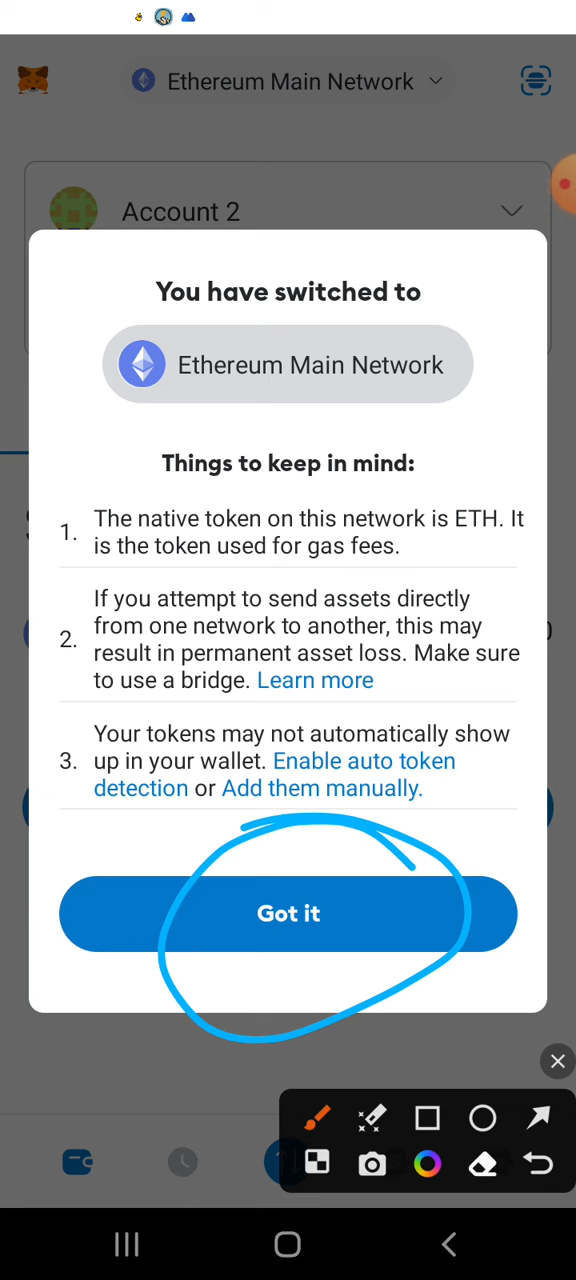 Ethereum Main Network
Account 2
You have switched to
Ethereum Main Network
Things to keep in mind:
1. The native token on this network is ETH. It
is the token used for gas fees.
2. If you attempt to send assets directly
from one network to another, this may
result in permanent asset loss. Make sure
to use a bridge. Learn more
3. Your tokens may not automatically show
up in your wallet. Enable auto token
detection or Add them manually.
Got it